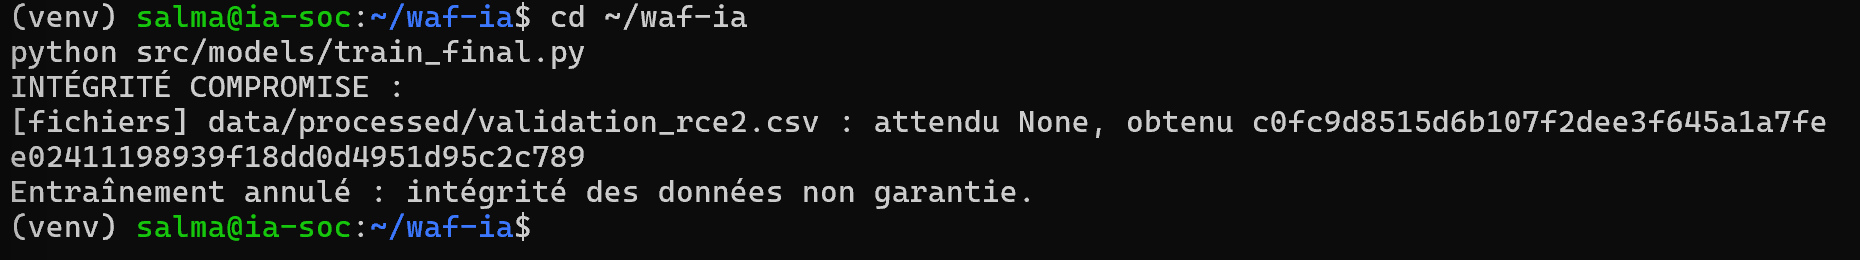 (venv) salma@ia-soc:~/waf-ia$ cd ~/waf-ia
python src/models/train_final.py
INTÉGRITÉ COMPROMISE :
[fichiers] data/processed/validation_rce2.csv : attendu None, obtenu c0fc9d8515d6b107f2dee3f645a1a7fe
e02411198939f18dd0d4951d95c2c789
Entraînement annulé : intégrité des données non garantie.
(venv) salma@ia-soc:~/waf-ia$